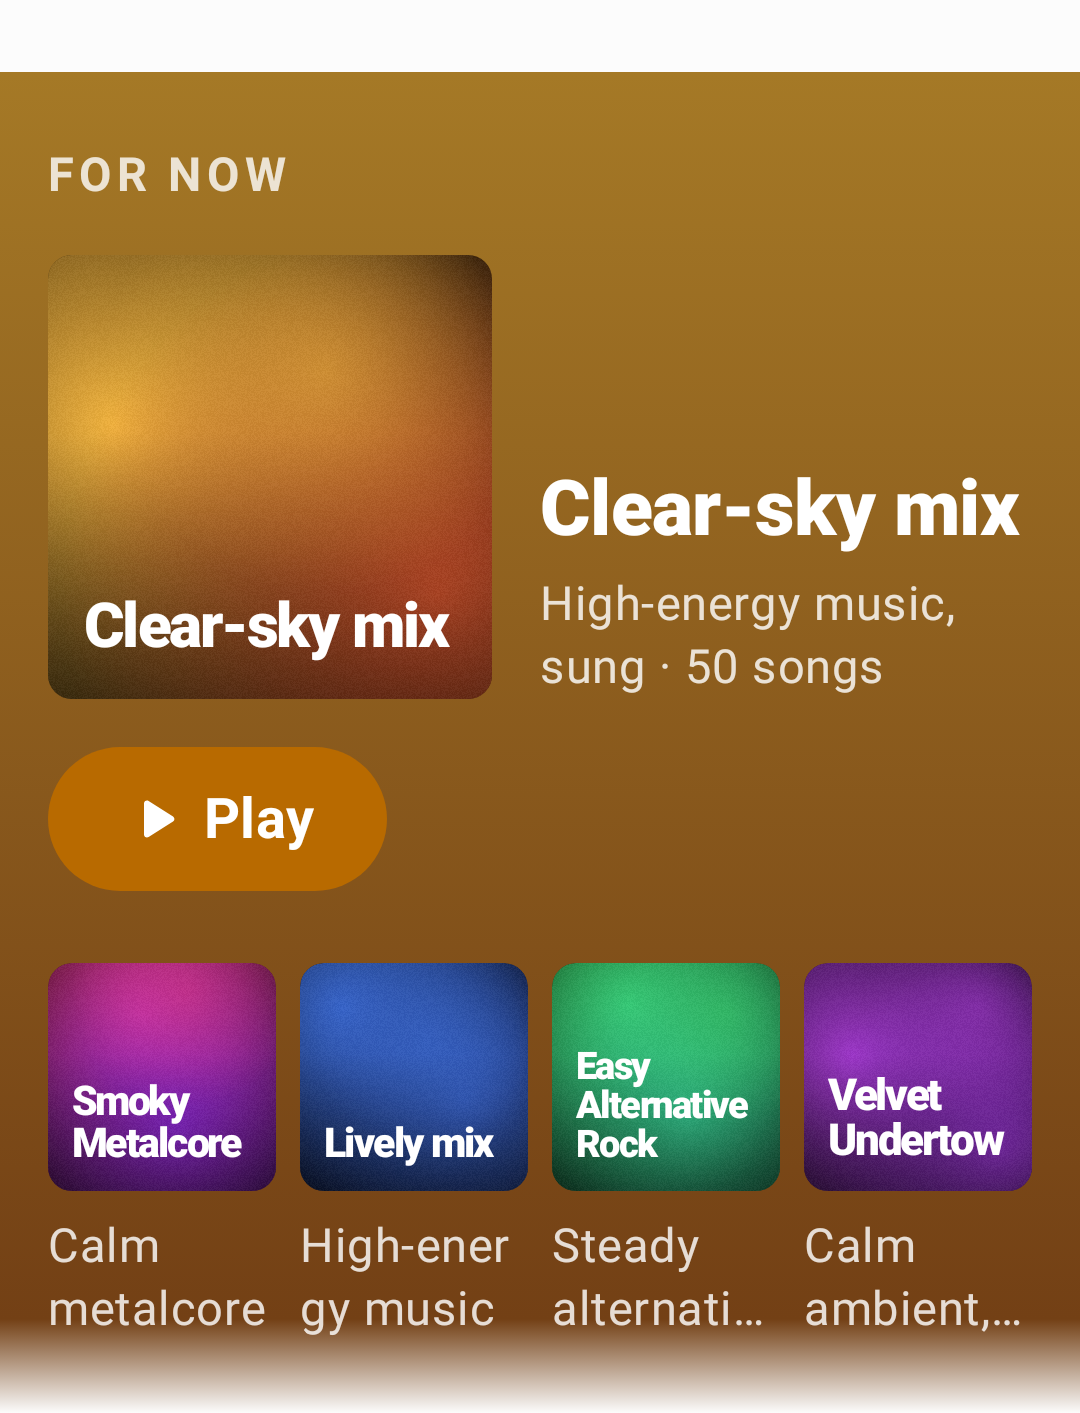 FOR NOW
Clear-sky mix
Clear-sky mix
High-energy music,
sung · 50 songs
Play
Smoky
Metalcore
Lively mix
Easy
Alternative
Rock
Velvet
Undertow
Calm
metalcore
High-ener
gy music
Steady
alternati…
Calm
ambient,…